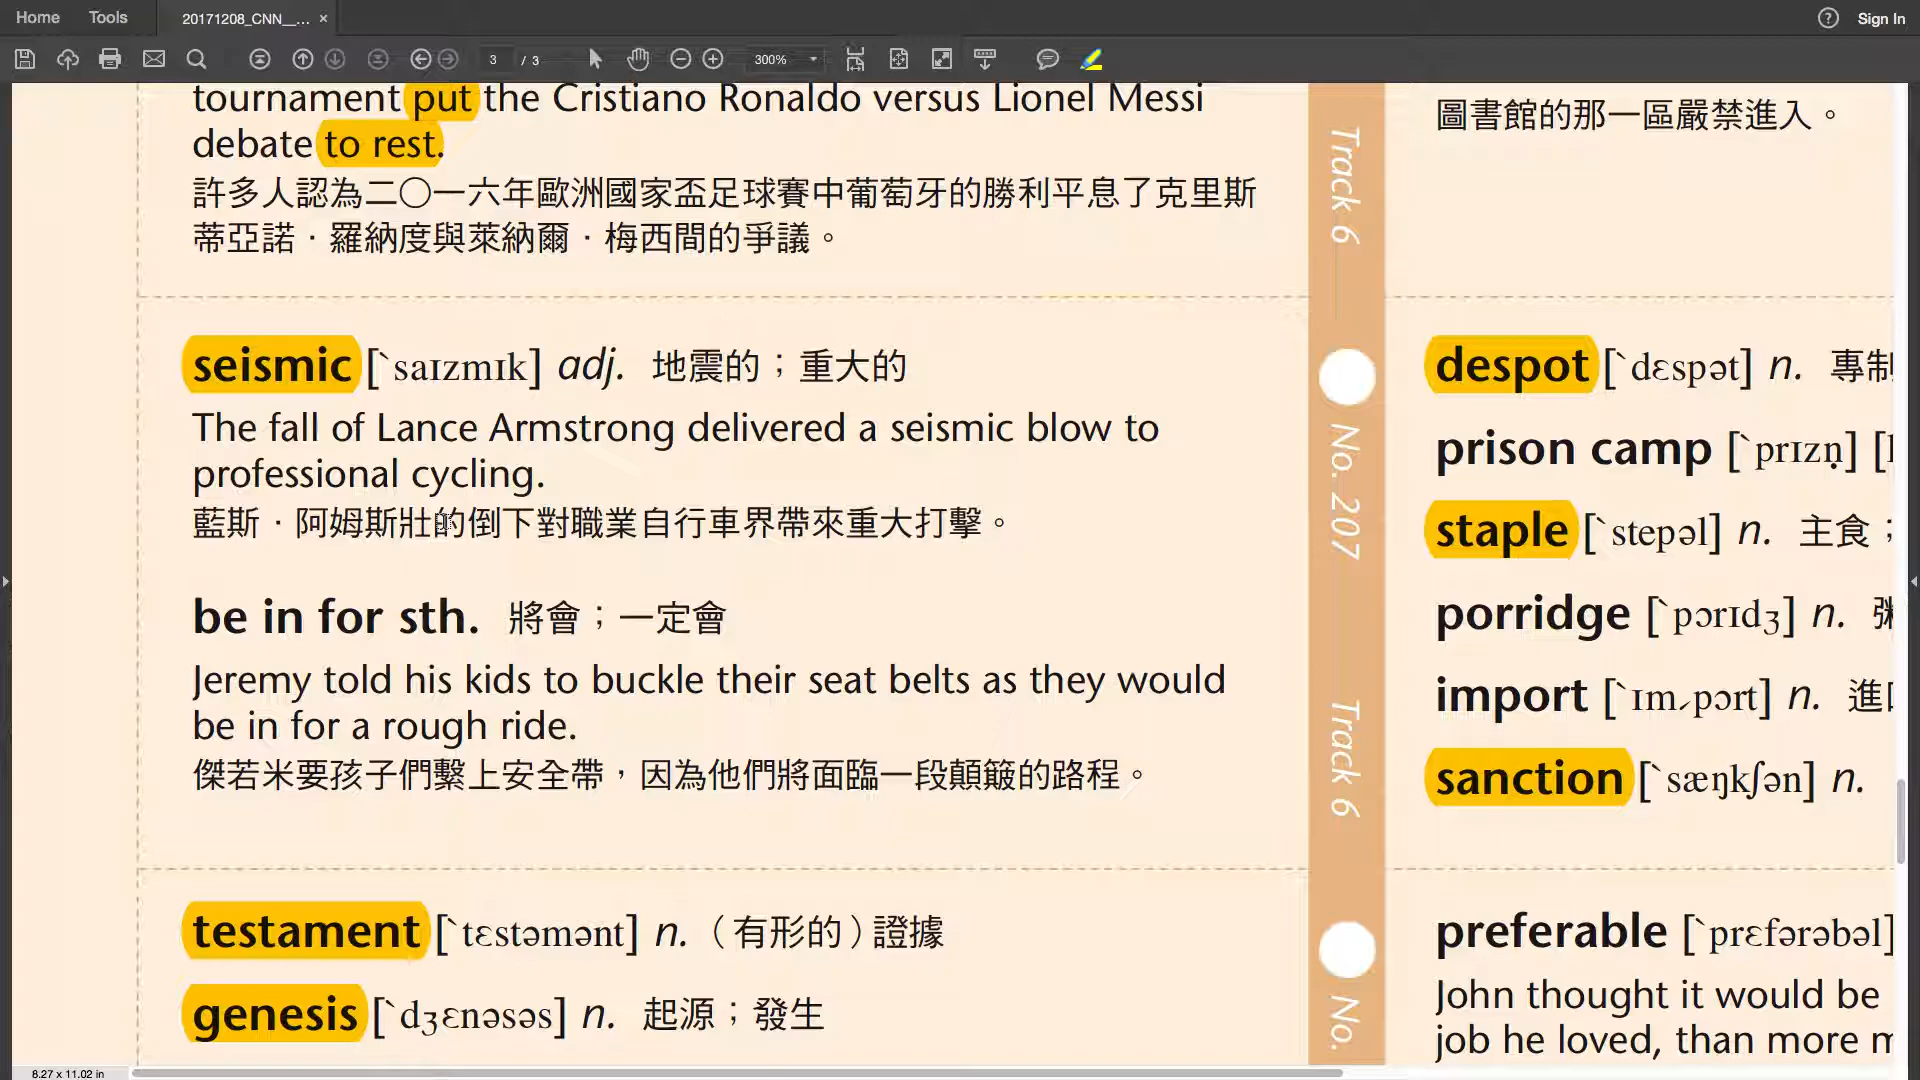 Home Tools 20171208_CNN__... × Sign In
3 / 3 300%
tournament put the Cristiano Ronaldo versus Lionel Messi
debate to rest.
許多人認為二〇一六年歐洲國家盃足球賽中葡萄牙的勝利平息了克里斯
蒂亞諾．羅納度與萊納爾．梅西間的爭議。
seismic [ˋsaɪzmɪk] adj. 地震的；重大的
The fall of Lance Armstrong delivered a seismic blow to
professional cycling.
藍斯．阿姆斯壯的倒下對職業自行車界帶來重大打擊。
be in for sth. 將會；一定會
Jeremy told his kids to buckle their seat belts as they would
be in for a rough ride.
傑若米要孩子們繫上安全帶，因為他們將面臨一段顛簸的路程。
testament [ˋtɛstəmənt] n.（有形的）證據
genesis [ˋdʒɛnəsəs] n. 起源；發生
Track 6
No. 207
Track 6
No.
圖書館的那一區嚴禁進入。
despot [ˋdɛspət] n. 專制
prison camp [ˋprɪzṇ] [
staple [ˋstepəl] n. 主食；
porridge [ˋpɔrɪdʒ] n. 粥
import [ˋɪmˏpɔrt] n. 進口
sanction [ˋsæŋkʃən] n.
preferable [ˋprɛfərəbəl]
John thought it would be
job he loved, than more
8.27 x 11.02 in